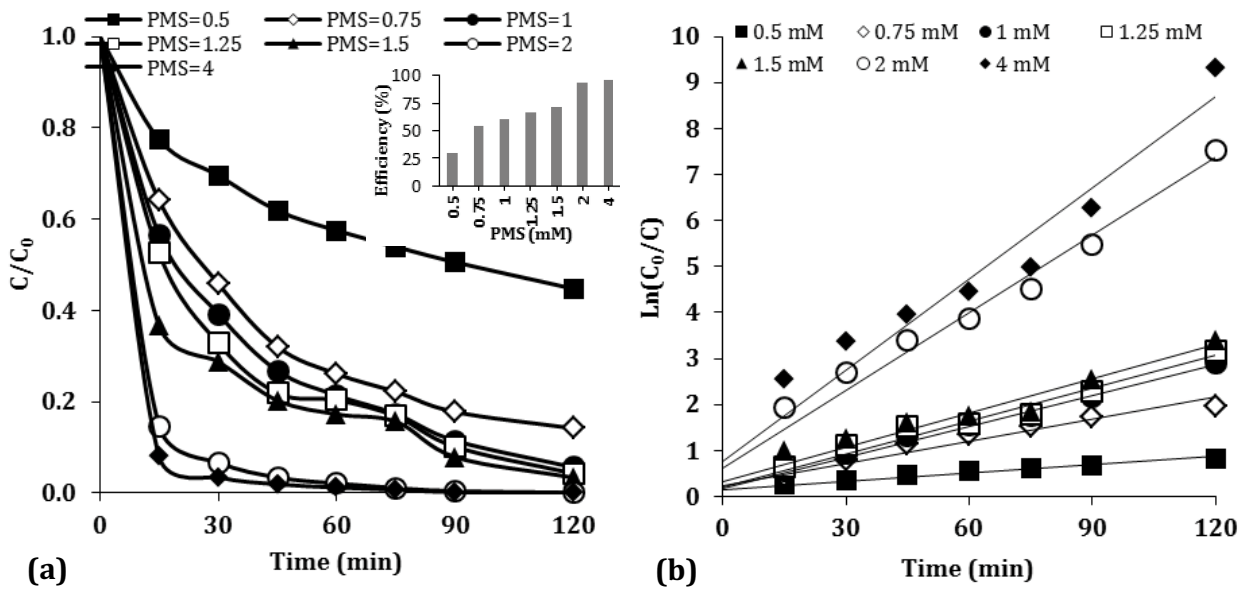 PMS=0.5 PMS=0.75 PMS=1
PMS=1.25 PMS=1.5 PMS=2
PMS=4
1.0
0.8
0.6
0.4
0.2
0.0
C/C0
0 30 60 90 120
Time (min)
(a)
100
75
50
25
0
Efficiency (%)
0.5 0.75 1 1.25 1.5 2 4
PMS (mM)
0.5 mM 0.75 mM 1 mM 1.25 mM
1.5 mM 2 mM 4 mM
10
9
8
7
6
5
4
3
2
1
0
Ln(C0/C)
0 30 60 90 120
Time (min)
(b)